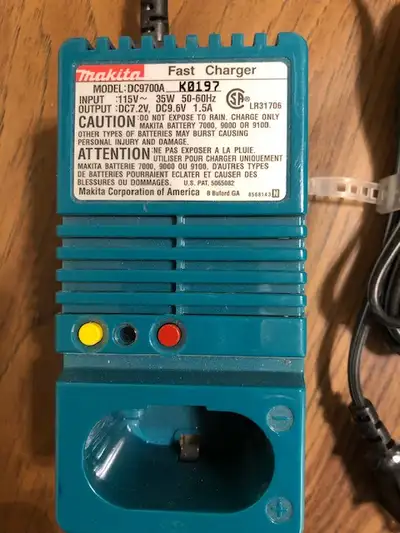 makita Fast Charger
MODEL:DC9700A K0197
INPUT :115V~ 35W 50-60Hz
OUTPUT:DC7.2V, DC9.6V 1.5A
LR31706
CAUTION DO NOT EXPOSE TO RAIN. CHARGE ONLY
MAKITA BATTERY 7000, 9000 OR 9100.
OTHER TYPES OF BATTERIES MAY BURST CAUSING
PERSONAL INJURY AND DAMAGE.
ATTENTION NE PAS EXPOSER A LA PLUIE.
UTILISER POUR CHARGER UNIQUEMENT
MAKITA BATTERIE 7000, 9000 OU 9100. D'AUTRES TYPES
DE BATTERIES POURRAIENT ECLATER ET CAUSER DES
BLESSURES OU DOMMAGES. U.S. PAT. 5065082
Makita Corporation of America 8 Buford GA N
- 
+